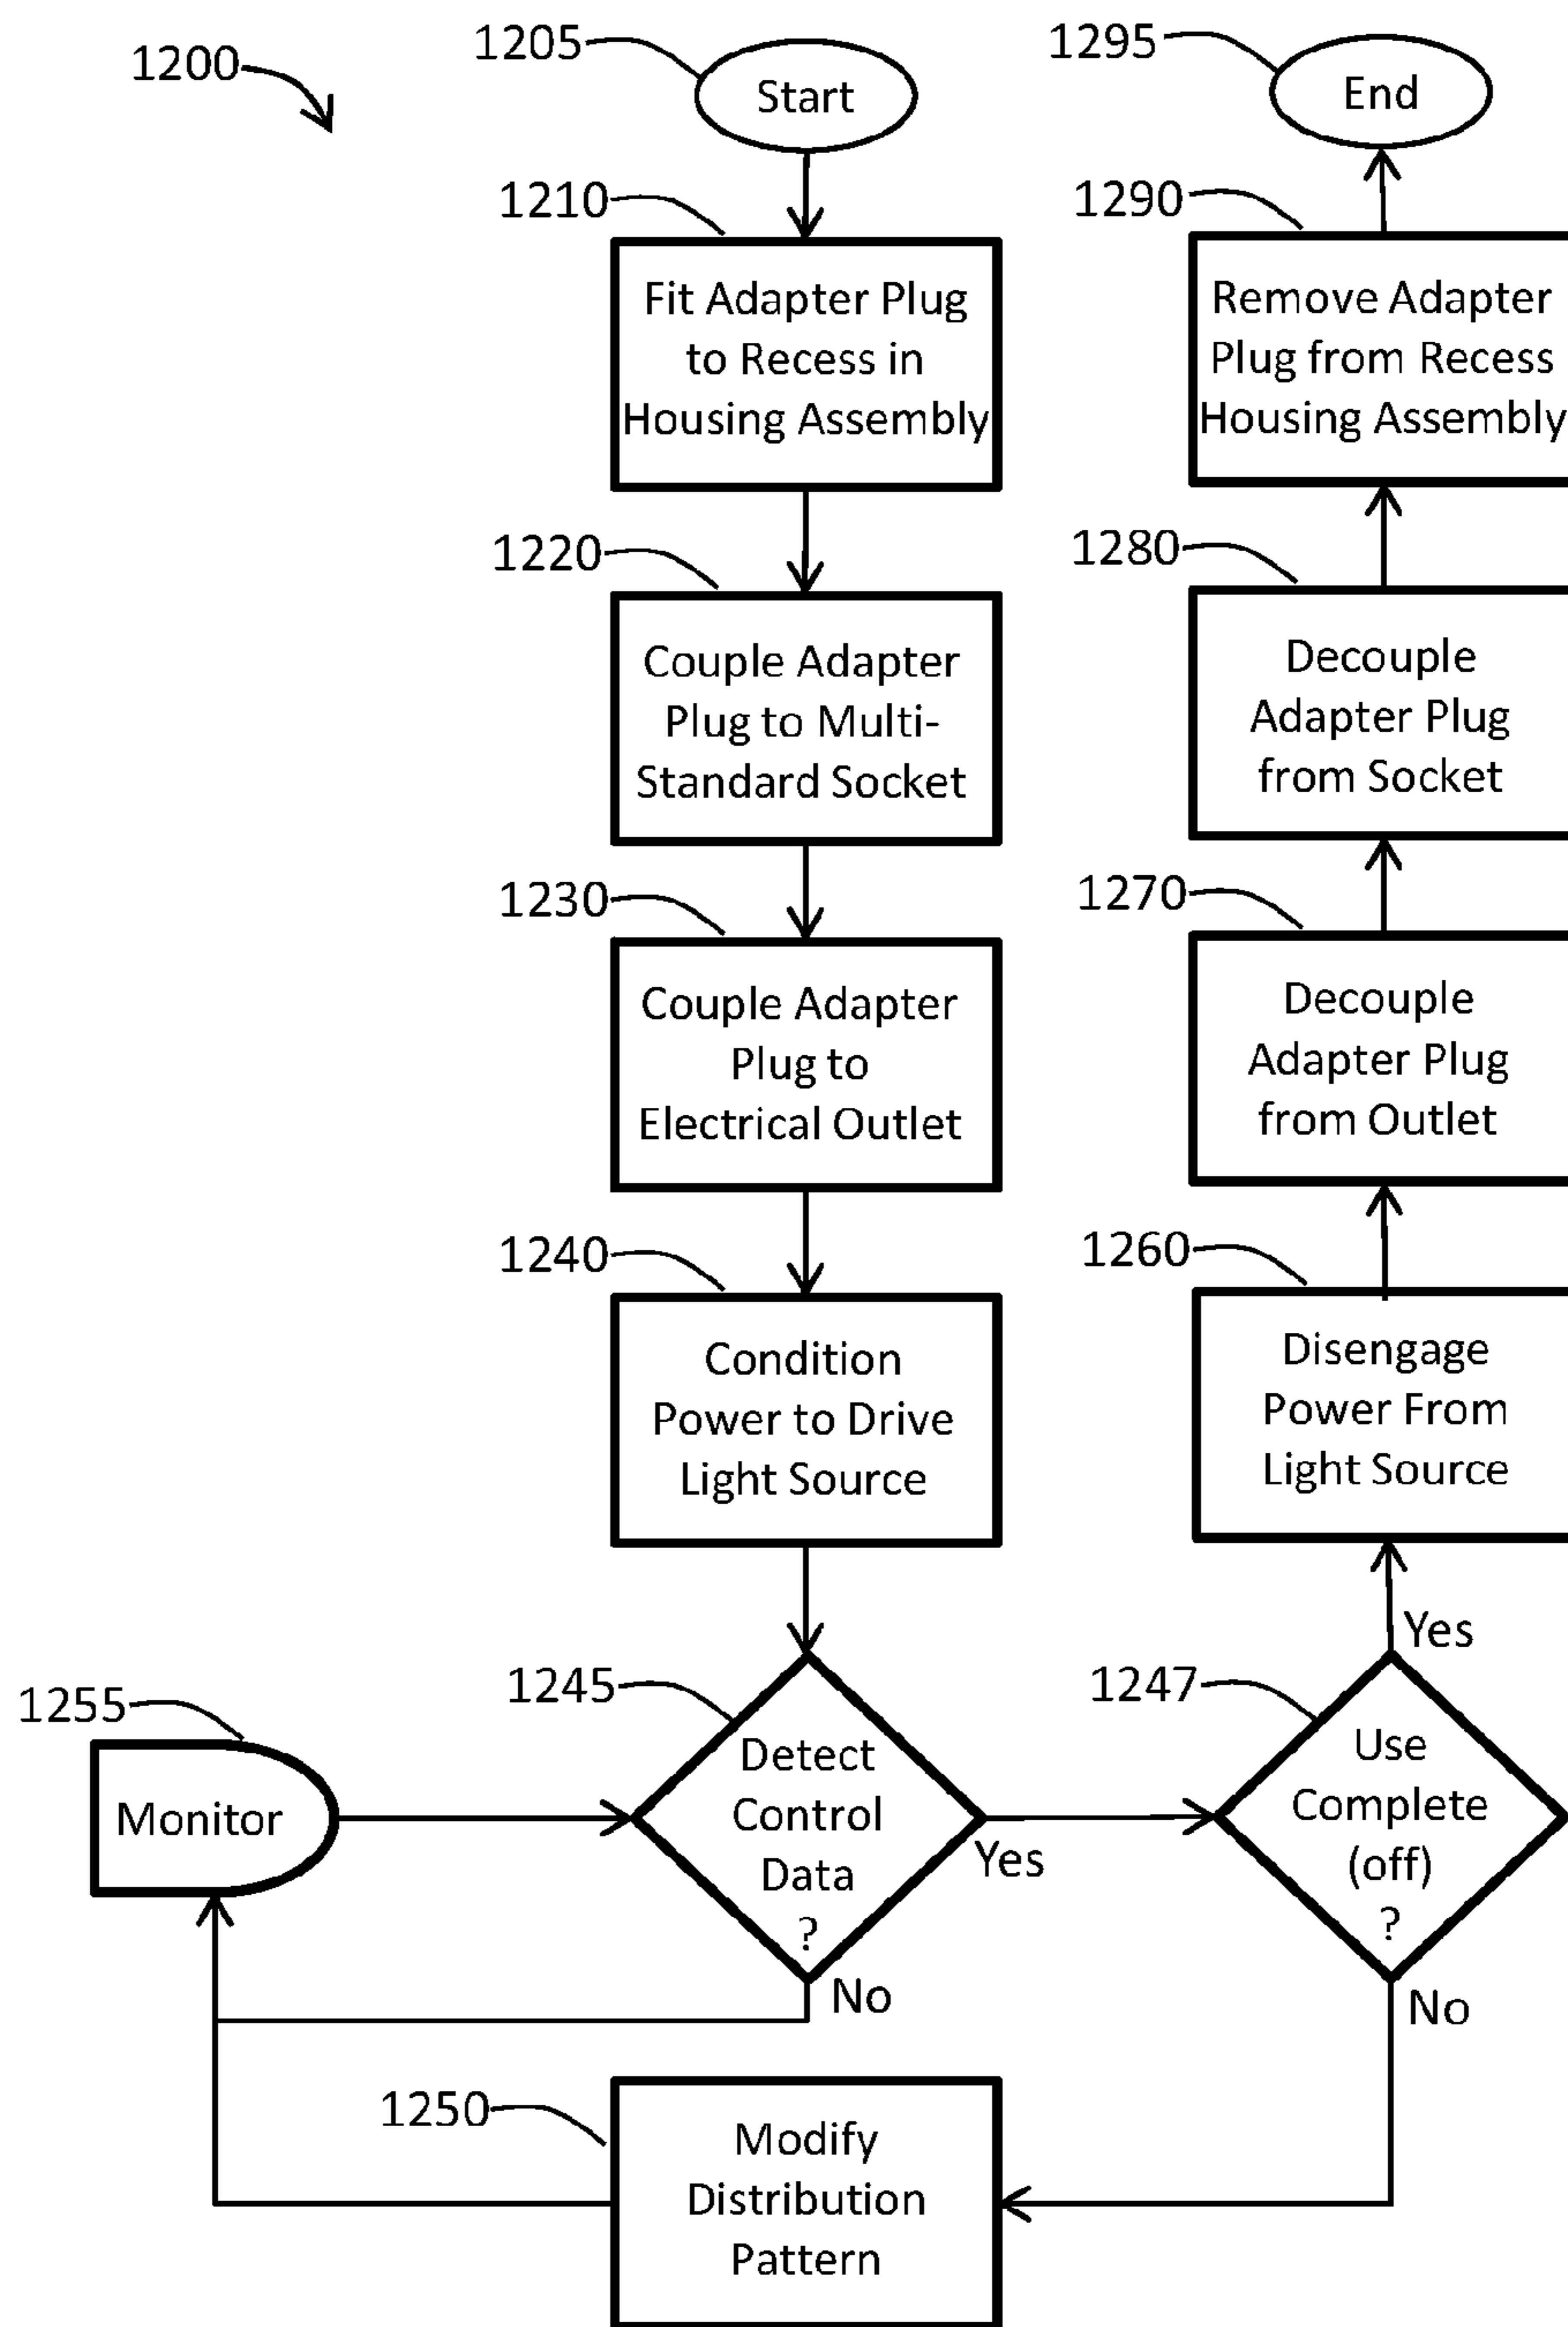 1200
1205
Start
1210
Fit Adapter Plug
to Recess in
Housing Assembly
1220
Couple Adapter
Plug to Multi-
Standard Socket
1230
Couple Adapter
Plug to
Electrical Outlet
1240
Condition
Power to Drive
Light Source
1245
Detect
Control
Data
?
Yes
No
1255
Monitor
1250
Modify
Distribution
Pattern
1247
Use
Complete
(off)
?
Yes
No
1260
Disengage
Power From
Light Source
1270
Decouple
Adapter Plug
from Outlet
1280
Decouple
Adapter Plug
from Socket
1290
Remove Adapter
Plug from Recess
Housing Assembly
1295
End